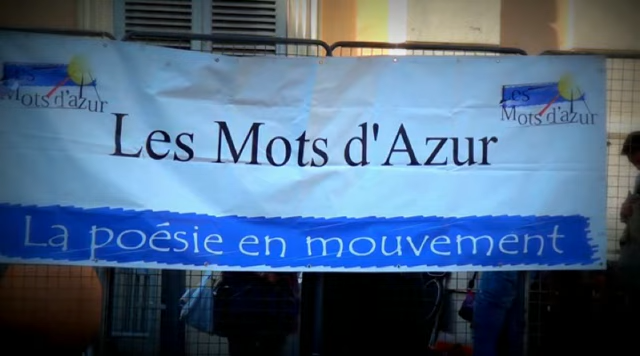 Les
Mots d'azur
Les
Mots d'azur
Les Mots d'Azur
La poésie en mouvement